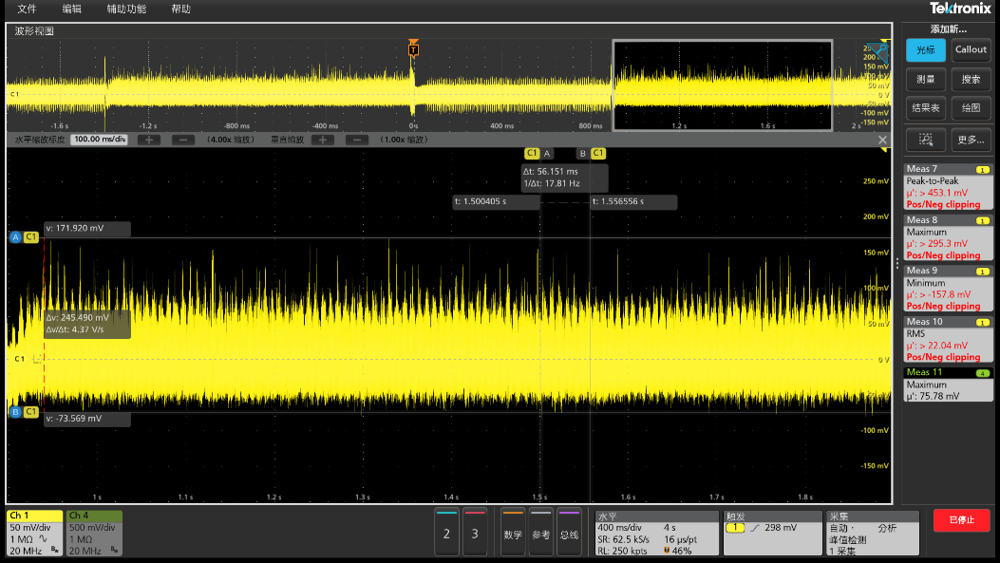 文件 编辑 辅助功能 帮助
Tektronix
波形视图
添加新...
光标 Callout
测量 搜索
结果表 绘图
更多...
T
C1
200 mV
150 mV
50 mV
0 V
-100 mV
-150 mV
-1.6 s -1.2 s -800 ms -400 ms 0 s 400 ms 800 ms 1.2 s 1.6 s 2 s
水平缩放标度 100.00 ms/div (4.00x 缩放) 垂直缩放 (1.00x 缩放)
C1 A B C1
Δt: 56.151 ms
1/Δt: 17.81 Hz
t: 1.500405 s t: 1.556556 s
250 mV
200 mV
150 mV
100 mV
50 mV
0 V
-100 mV
-150 mV
v: 171.920 mV
A C1
Δv: 245.490 mV
Δv/Δt: 4.37 V/s
C1
B C1
v: -73.569 mV
1 s 1.1 s 1.2 s 1.3 s 1.4 s 1.5 s 1.6 s 1.7 s 1.8 s
Meas 7 1
Peak-to-Peak
µ': > 453.1 mV
Pos/Neg clipping
Meas 8 1
Maximum
µ': > 295.3 mV
Pos/Neg clipping
Meas 9 1
Minimum
µ': > -157.8 mV
Pos/Neg clipping
Meas 10 1
RMS
µ': > 22.04 mV
Pos/Neg clipping
Meas 11 4
Maximum
µ': 75.78 mV
Ch 1
50 mV/div
1 MΩ
20 MHz
Ch 4
500 mV/div
1 MΩ
20 MHz
2 3 数学 参考 总线
水平
400 ms/div 4 s
SR: 62.5 kS/s 16 µs/pt
RL: 250 kpts 46%
触发
1 298 mV
采集
自动, 分析
峰值检测
1 采集
已停止